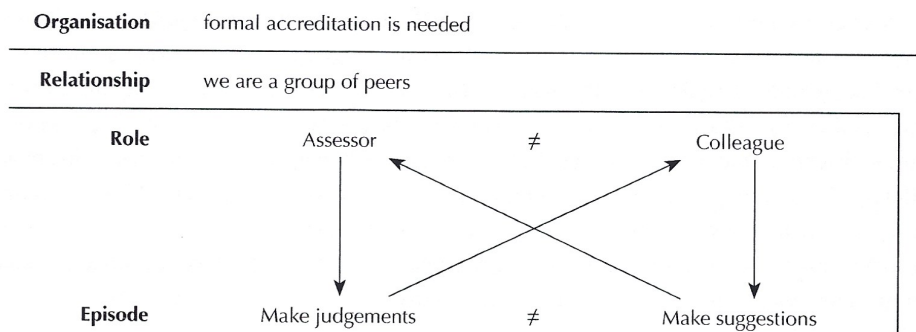 Organisation formal accreditation is needed
Relationship we are a group of peers
Role Assessor ≠ Colleague
Episode Make judgements ≠ Make suggestions